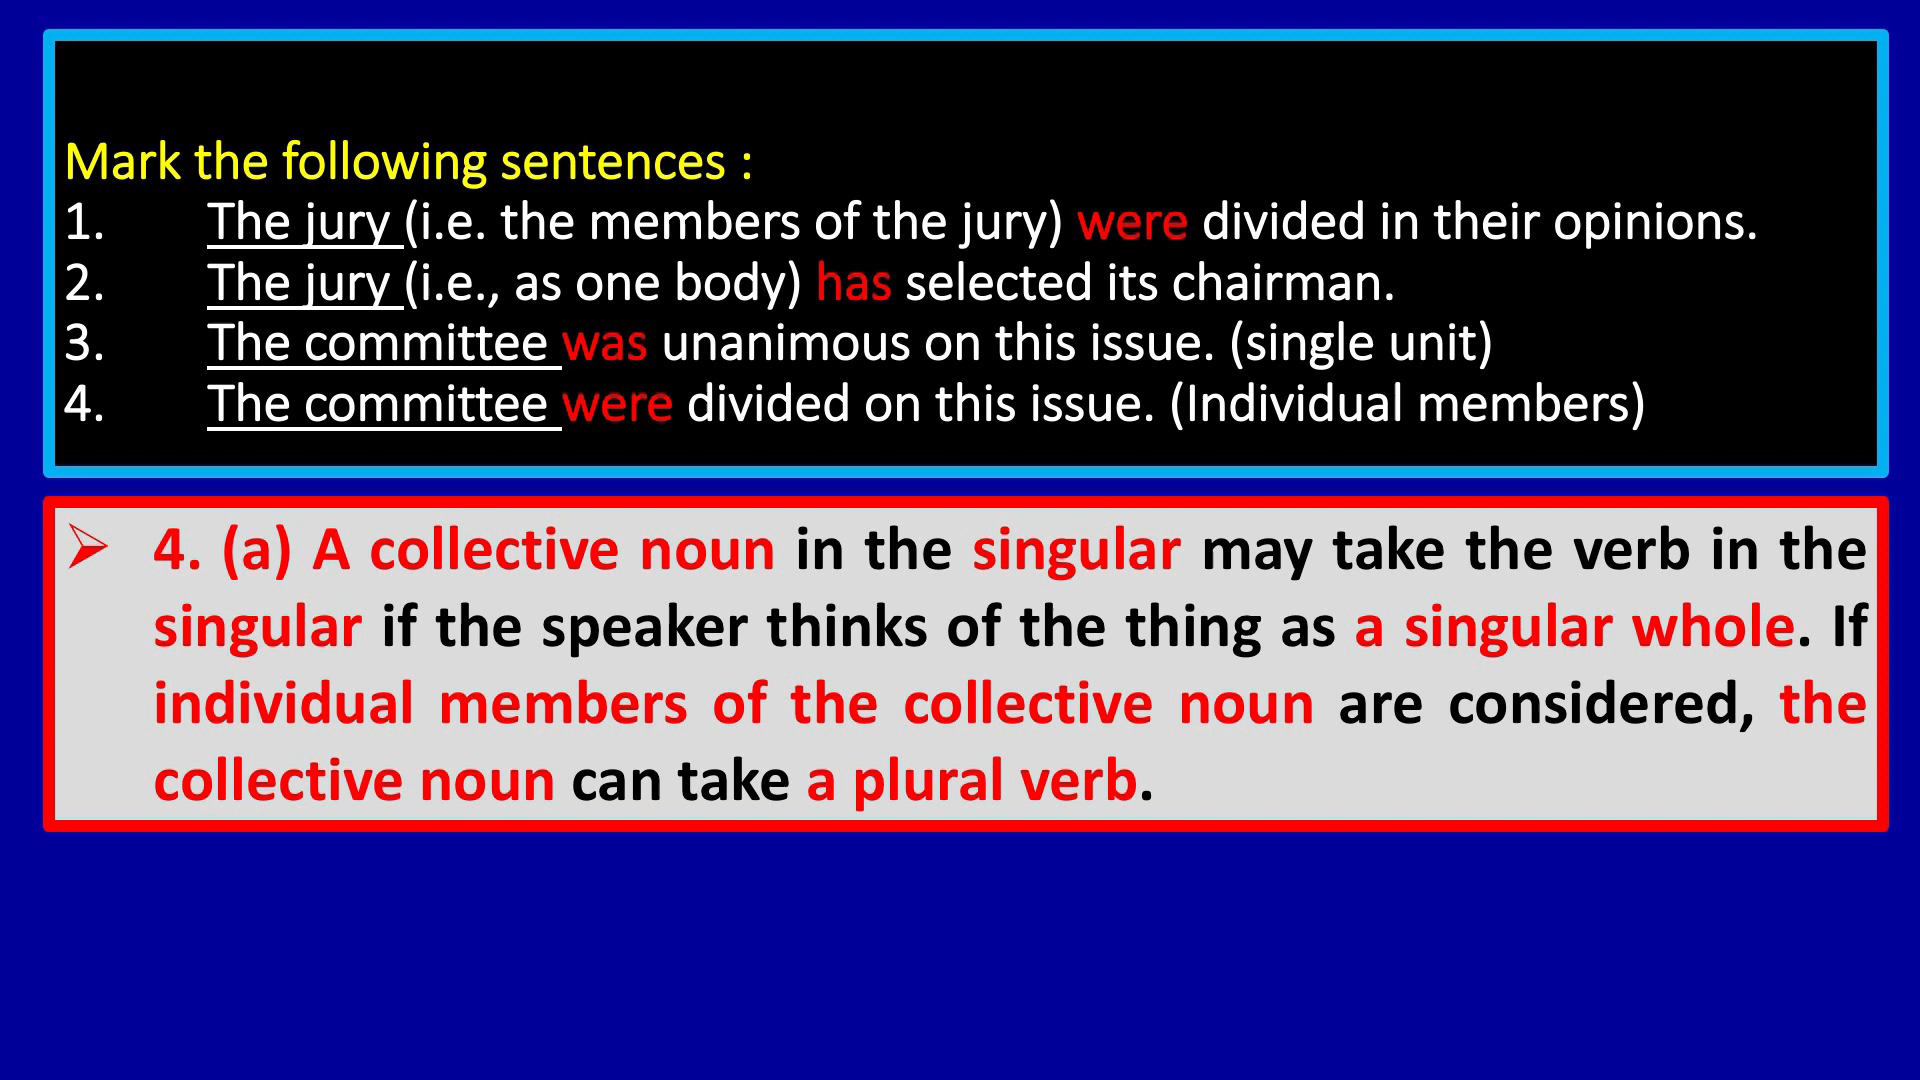 Mark the following sentences :
1. The jury (i.e. the members of the jury) were divided in their opinions.
2. The jury (i.e., as one body) has selected its chairman.
3. The committee was unanimous on this issue. (single unit)
4. The committee were divided on this issue. (Individual members)
➢ 4. (a) A collective noun in the singular may take the verb in the
singular if the speaker thinks of the thing as a singular whole. If
individual members of the collective noun are considered, the
collective noun can take a plural verb.